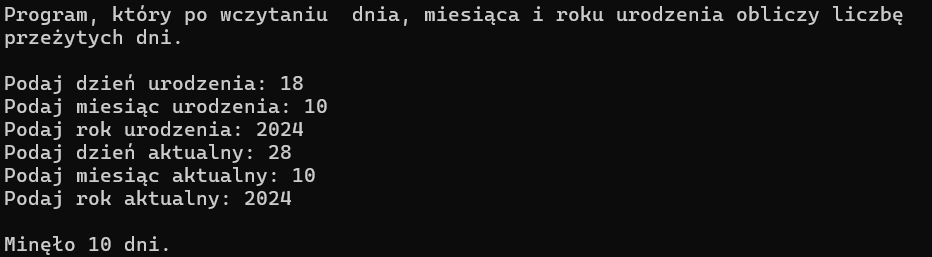 Program, który po wczytaniu  dnia, miesiąca i roku urodzenia obliczy liczbę
przeżytych dni.

Podaj dzień urodzenia: 18
Podaj miesiąc urodzenia: 10
Podaj rok urodzenia: 2024
Podaj dzień aktualny: 28
Podaj miesiąc aktualny: 10
Podaj rok aktualny: 2024

Minęło 10 dni.